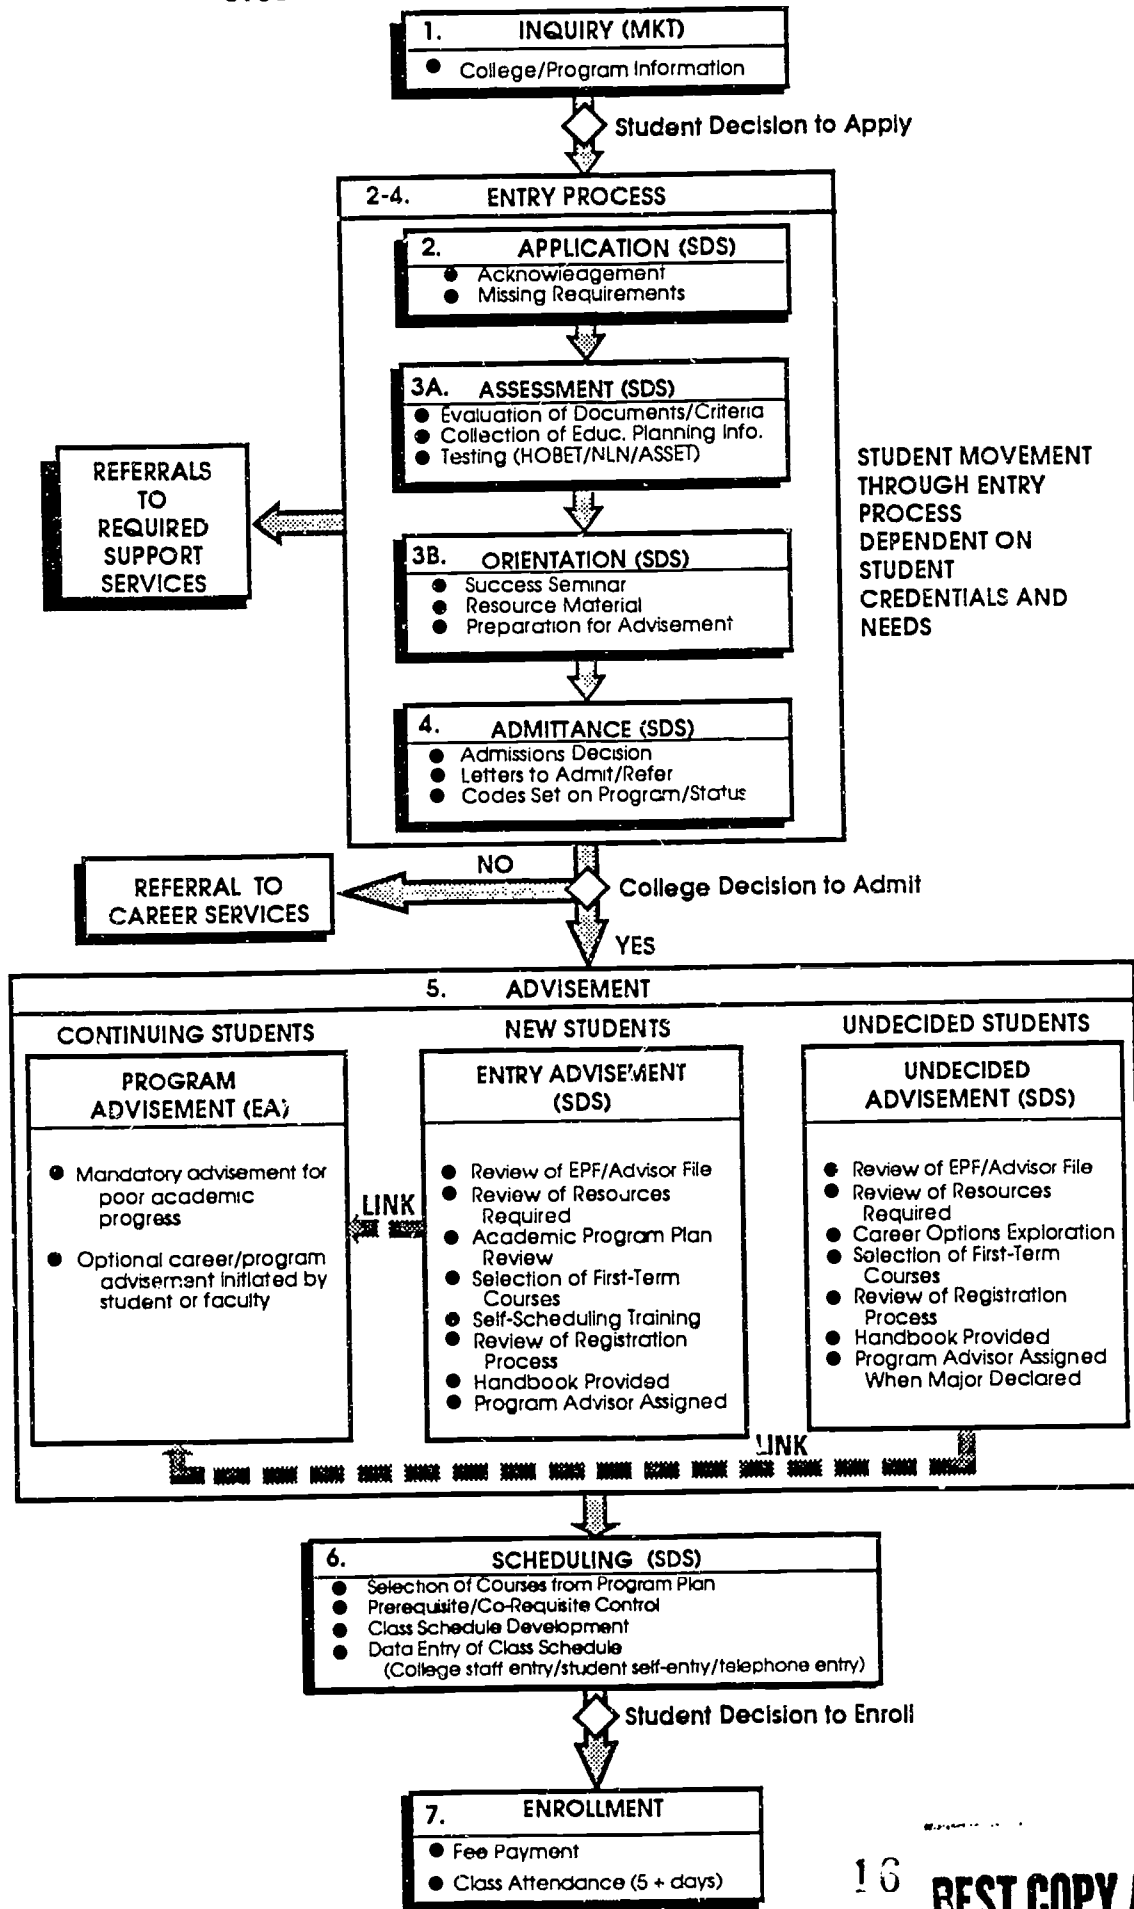 1. INQUIRY (MKT)
● College/Program Information
Student Decision to Apply
2-4. ENTRY PROCESS
2. APPLICATION (SDS)
● Acknowleagement
● Missing Requirements
3A. ASSESSMENT (SDS)
● Evaluation of Documents/Criteria
● Collection of Educ. Planning Info.
● Testing (HOBET/NLN/ASSET)
REFERRALS
TO
REQUIRED
SUPPORT
SERVICES
STUDENT MOVEMENT
THROUGH ENTRY
PROCESS
DEPENDENT ON
STUDENT
CREDENTIALS AND
NEEDS
3B. ORIENTATION (SDS)
● Success Seminar
● Resource Material
● Preparation for Advisement
4. ADMITTANCE (SDS)
● Admissions Decision
● Letters to Admit/Refer
● Codes Set on Program/Status
NO
REFERRAL TO
CAREER SERVICES
College Decision to Admit
YES
5. ADVISEMENT
CONTINUING STUDENTS
PROGRAM
ADVISEMENT (EA)
● Mandatory advisement for
poor academic
progress
● Optional career/program
advisement initiated by
student or faculty
LINK
NEW STUDENTS
ENTRY ADVISEMENT
(SDS)
● Review of EPF/Advisor File
● Review of Resources
Required
● Academic Program Plan
Review
● Selection of First-Term
Courses
● Self-Scheduling Training
● Review of Registration
Process
● Handbook Provided
● Program Advisor Assigned
UNDECIDED STUDENTS
UNDECIDED
ADVISEMENT (SDS)
● Review of EPF/Advisor File
● Review of Resources
Required
● Career Options Exploration
● Selection of First-Term
Courses
● Review of Registration
Process
● Handbook Provided
● Program Advisor Assigned
When Major Declared
LINK
6. SCHEDULING (SDS)
● Selection of Courses from Program Plan
● Prerequisite/Co-Requisite Control
● Class Schedule Development
● Data Entry of Class Schedule
(College staff entry/student self-entry/telephone entry)
Student Decision to Enroll
7. ENROLLMENT
● Fee Payment
● Class Attendance (5 + days)
16
BEST COPY